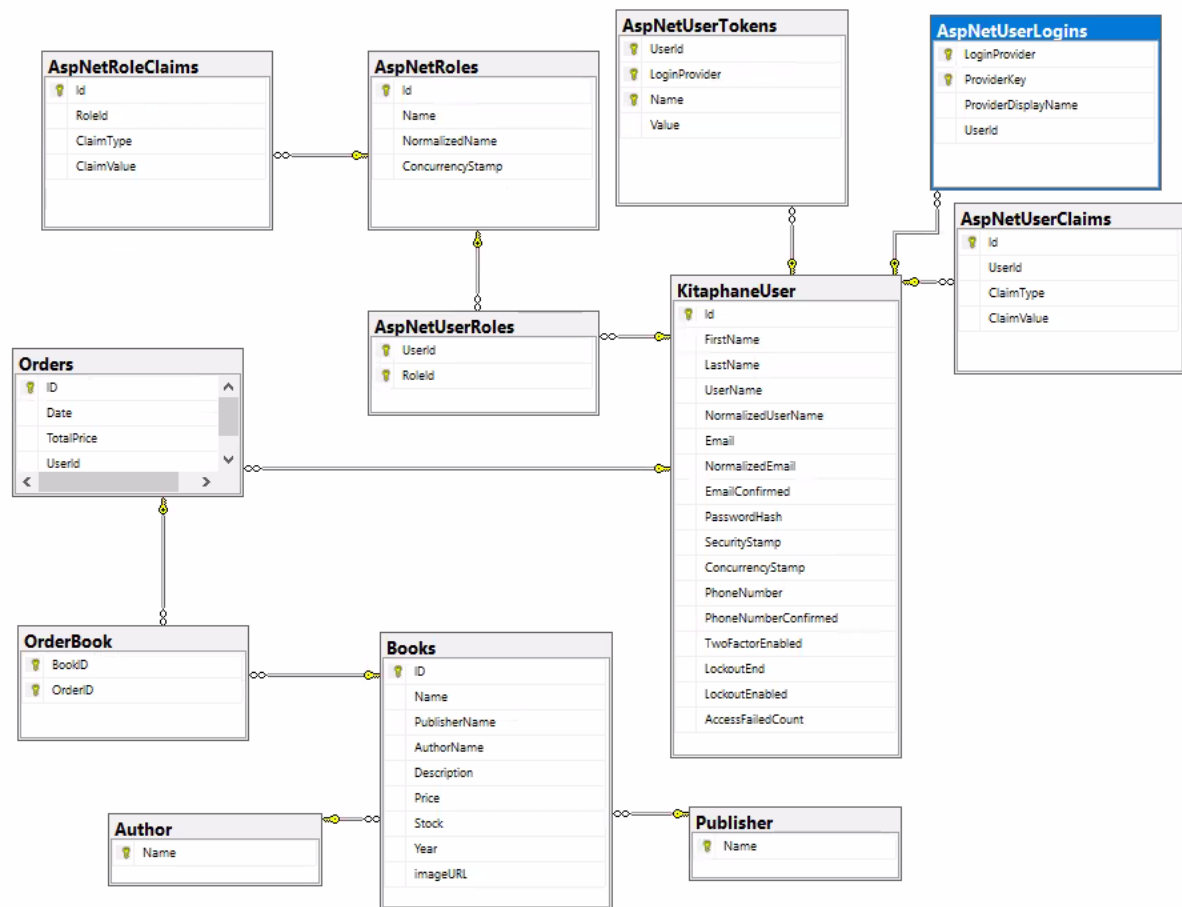 AspNetUserTokens
UserId
LoginProvider
Name
Value
AspNetUserLogins
LoginProvider
ProviderKey
ProviderDisplayName
UserId
AspNetRoleClaims
Id
RoleId
ClaimType
ClaimValue
AspNetRoles
Id
Name
NormalizedName
ConcurrencyStamp
AspNetUserClaims
Id
UserId
ClaimType
ClaimValue
KitaphaneUser
Id
FirstName
LastName
UserName
NormalizedUserName
Email
NormalizedEmail
EmailConfirmed
PasswordHash
SecurityStamp
ConcurrencyStamp
PhoneNumber
PhoneNumberConfirmed
TwoFactorEnabled
LockoutEnd
LockoutEnabled
AccessFailedCount
AspNetUserRoles
UserId
RoleId
Orders
ID
Date
TotalPrice
UserId
OrderBook
BookID
OrderID
Books
ID
Name
PublisherName
AuthorName
Description
Price
Stock
Year
imageURL
Author
Name
Publisher
Name